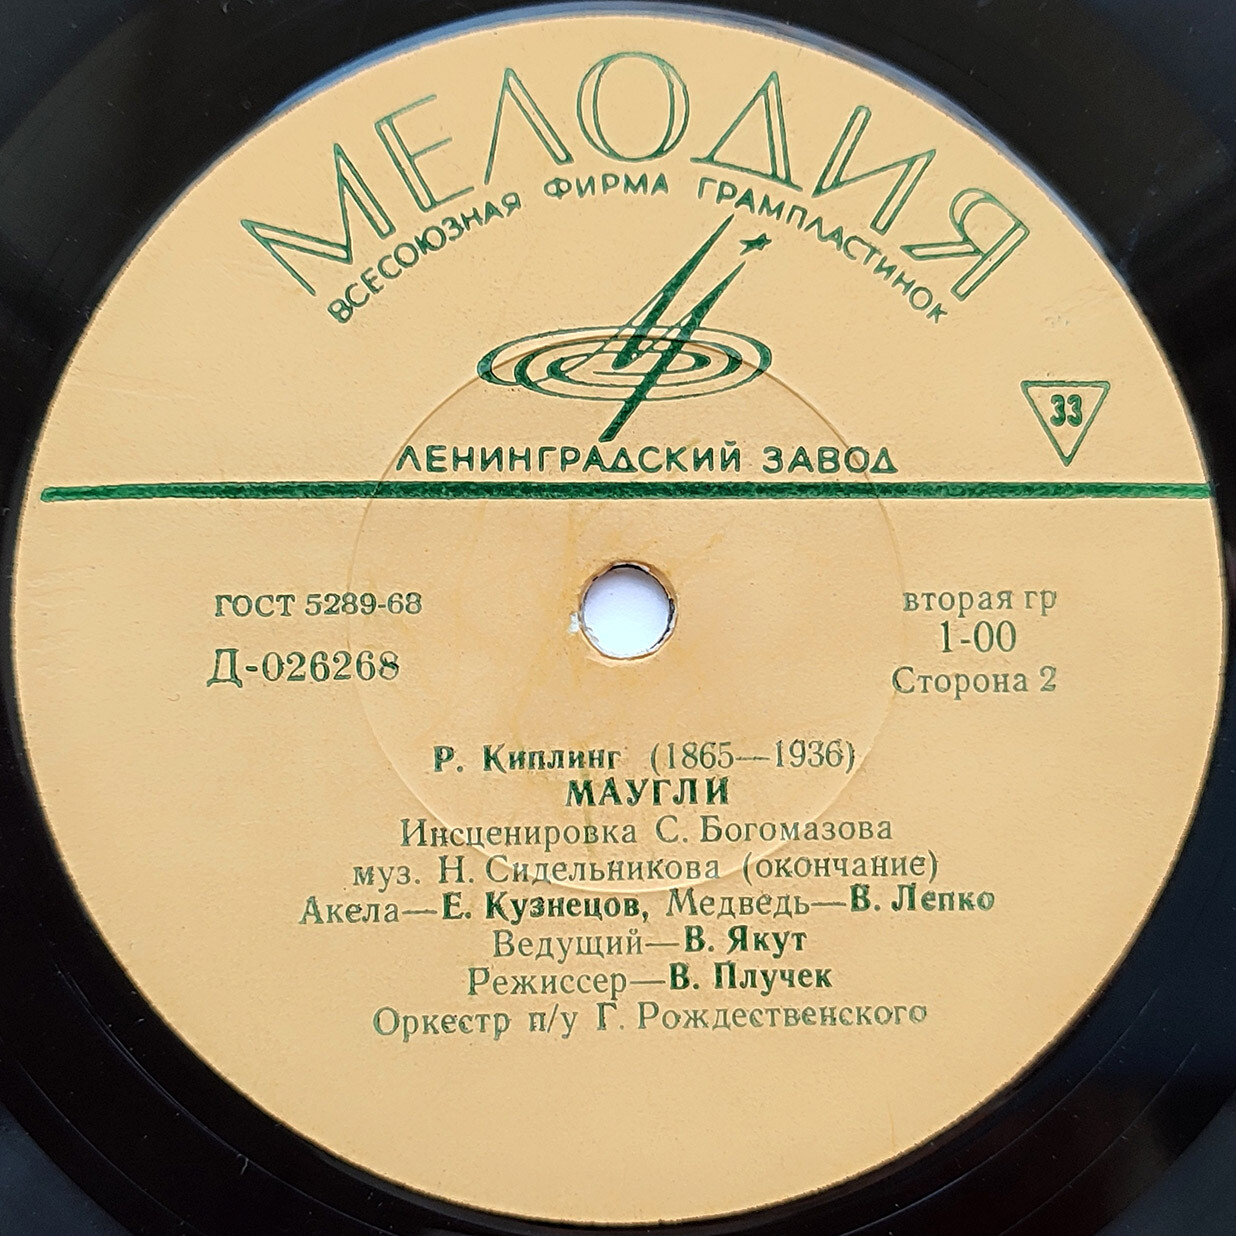 МЕЛОДИЯ
ВСЕСОЮЗНАЯ ФИРМА ГРАМПЛАСТИНОК
33
ЛЕНИНГРАДСКИЙ ЗАВОД
ГОСТ 5289-68
Д-026268
вторая гр
1-00
Сторона 2
Р. Киплинг (1865—1936)
МАУГЛИ
Инсценировка С. Богомазова
муз. Н. Сидельникова (окончание)
Акела—Е. Кузнецов, Медведь—В. Лепко
Ведущий—В. Якут
Режиссер—В. Плучек
Оркестр п/у Г. Рождественского